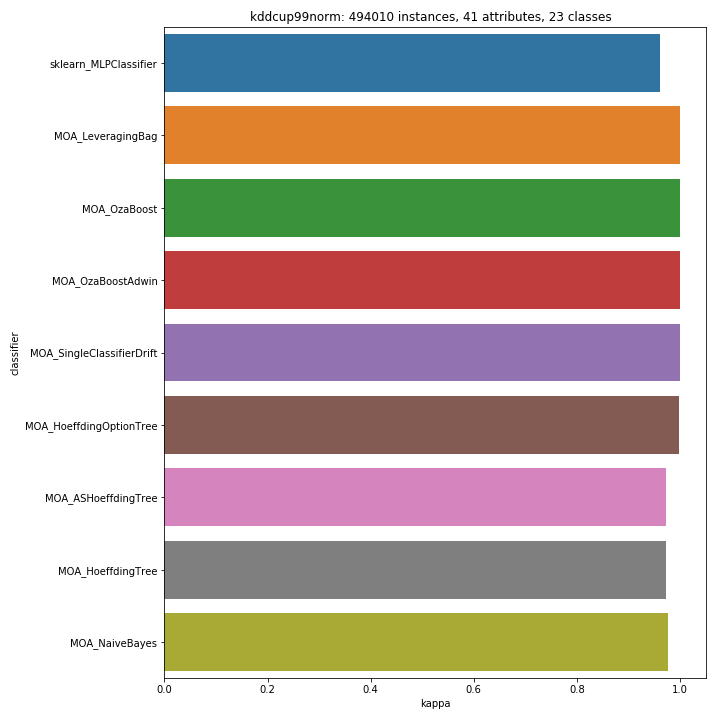 kddcup99norm: 494010 instances, 41 attributes, 23 classes
sklearn_MLPClassifier
MOA_LeveragingBag
MOA_OzaBoost
MOA_OzaBoostAdwin
classifier
MOA_SingleClassifierDrift
MOA_HoeffdingOptionTree
MOA_ASHoeffdingTree
MOA_HoeffdingTree
MOA_NaiveBayes
0.0 0.2 0.4 0.6 0.8 1.0
kappa